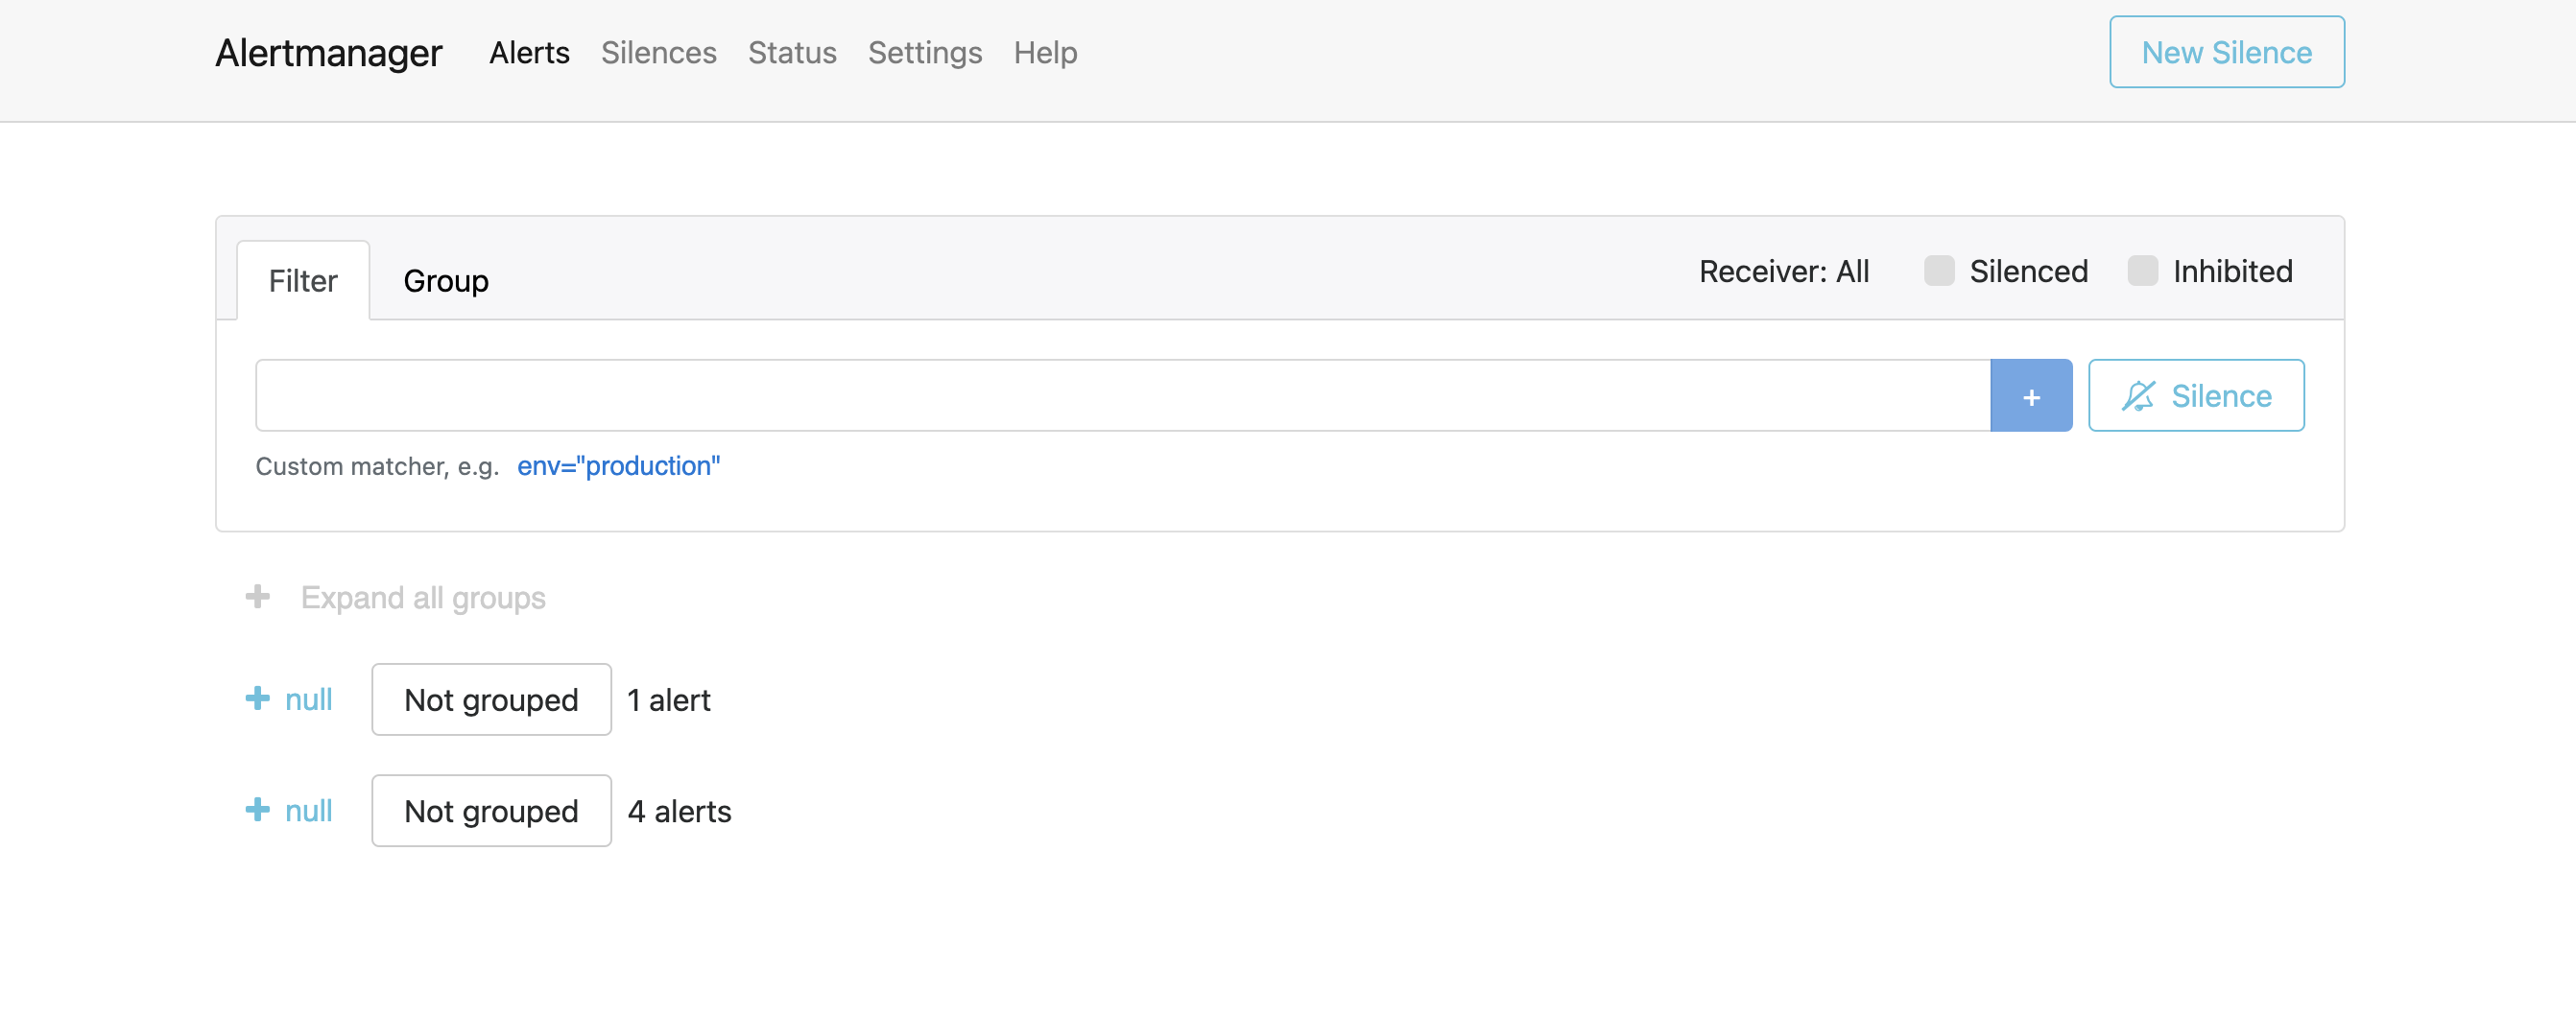 Alertmanager Alerts Silences Status Settings Help New Silence
Filter Group Receiver: All Silenced Inhibited
+ Silence
Custom matcher, e.g. env="production"
+ Expand all groups
+ null Not grouped 1 alert
+ null Not grouped 4 alerts